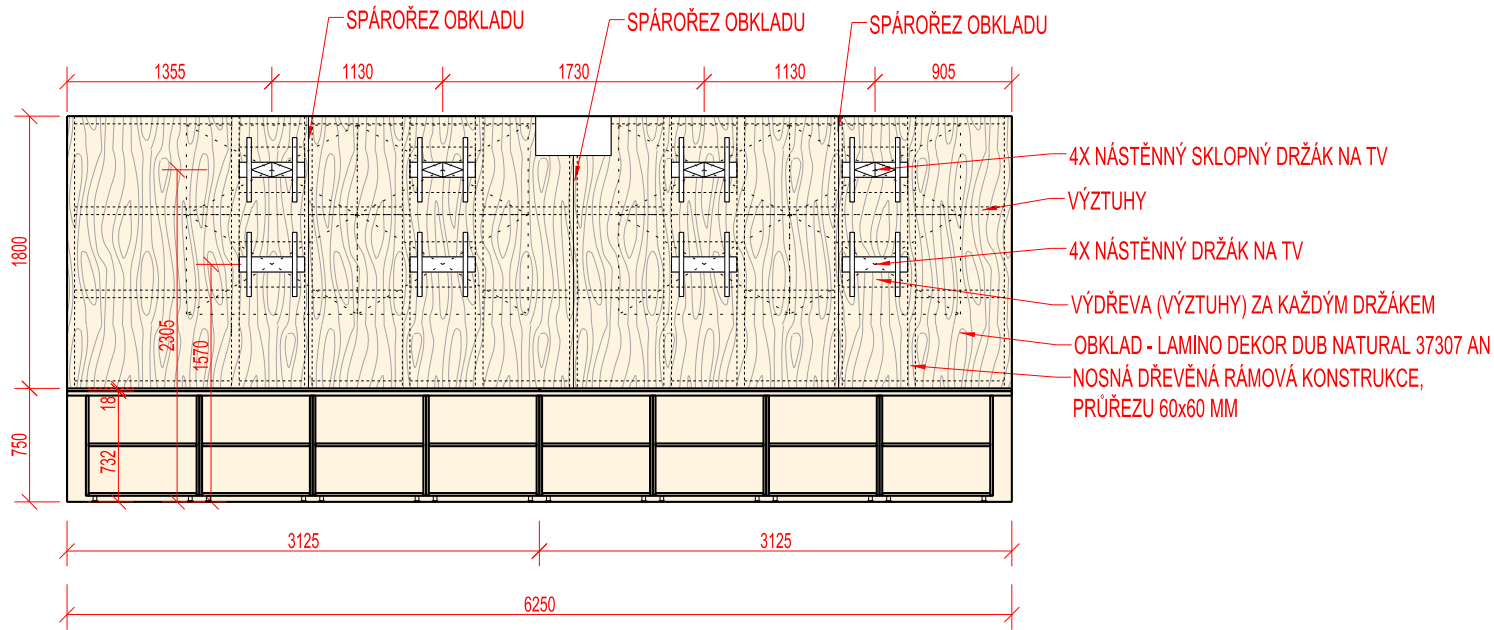 SPÁROŘEZ OBKLADU
SPÁROŘEZ OBKLADU
SPÁROŘEZ OBKLADU
1355
1130
1730
1130
905
4X NÁSTĚNNÝ SKLOPNÝ DRŽÁK NA TV
VÝZTUHY
4X NÁSTĚNNÝ DRŽÁK NA TV
VÝDŘEVA (VÝZTUHY) ZA KAŽDÝM DRŽÁKEM
OBKLAD - LAMINO DEKOR DUB NATURAL 37307 AN
NOSNÁ DŘEVĚNÁ RÁMOVÁ KONSTRUKCE,
PRŮŘEZU 60x60 MM
1800
2305
1570
18
750
732
3125
3125
6250